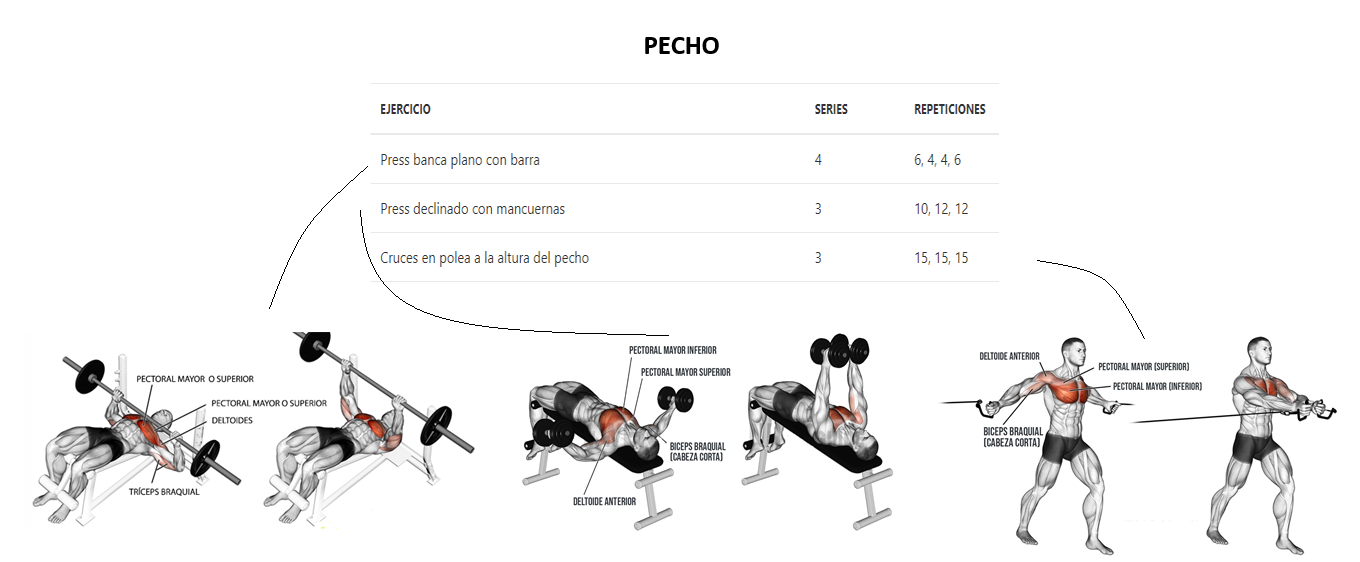 PECHO
EJERCICIO SERIES REPETICIONES
Press banca plano con barra 4 6, 4, 4, 6
Press declinado con mancuernas 3 10, 12, 12
Cruces en polea a la altura del pecho 3 15, 15, 15
PECTORAL MAYOR O SUPERIOR
PECTORAL MAYOR O SUPERIOR
DELTOIDES
TRÍCEPS BRAQUIAL
PECTORAL MAYOR INFERIOR
PECTORAL MAYOR SUPERIOR
BICEPS BRAQUIAL
(CABEZA CORTA)
DELTOIDE ANTERIOR
DELTOIDE ANTERIOR
PECTORAL MAYOR (SUPERIOR)
PECTORAL MAYOR (INFERIOR)
BICEPS BRAQUIAL
(CABEZA CORTA)